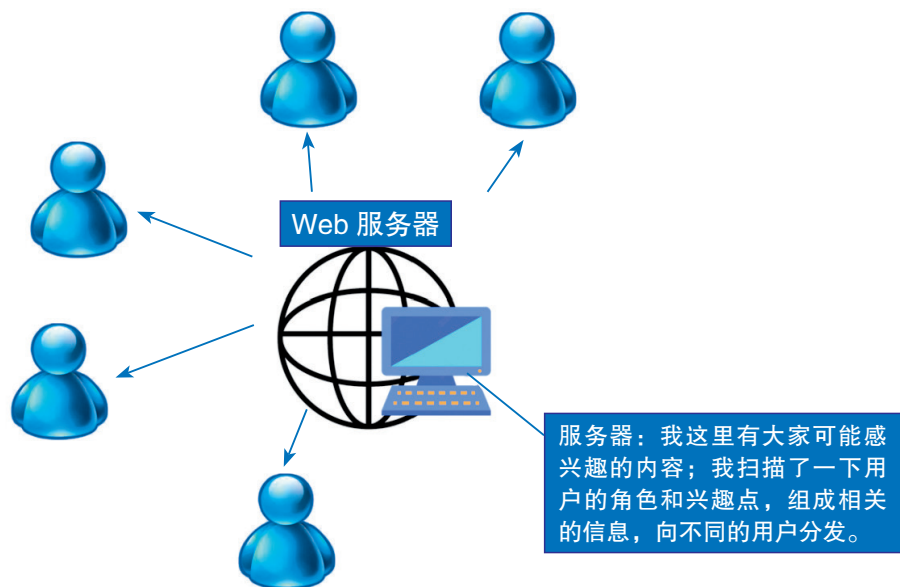 Web 服务器
服务器：我这里有大家可能感
兴趣的内容；我扫描了一下用
户的角色和兴趣点，组成相关
的信息，向不同的用户分发。